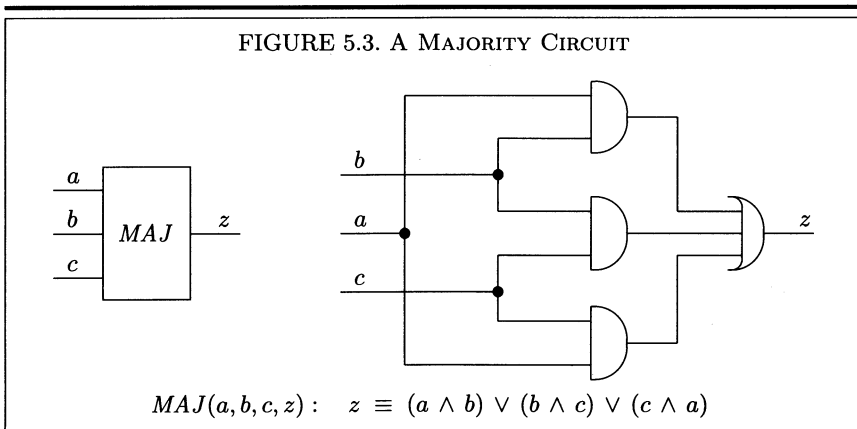 FIGURE 5.3. A MAJORITY CIRCUIT
a
b
c
MAJ
z
b
a
c
z
MAJ(a, b, c, z) : z ≡ (a ∧ b) ∨ (b ∧ c) ∨ (c ∧ a)